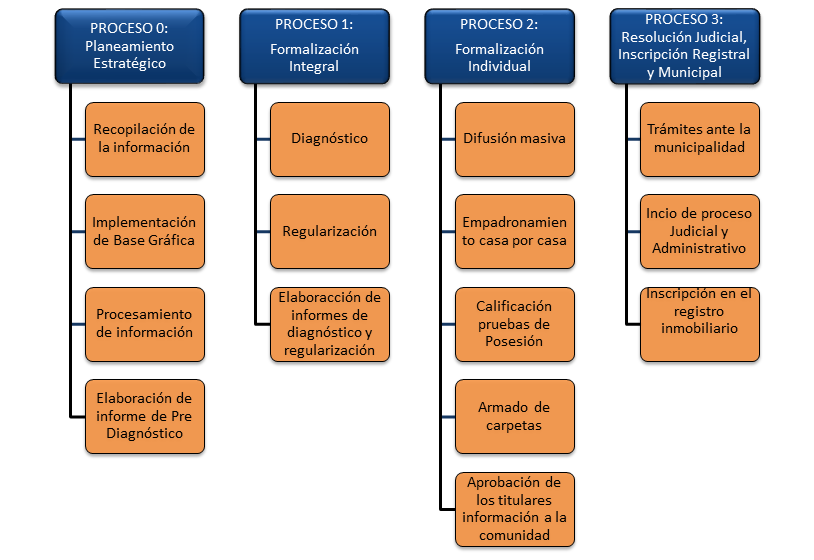 PROCESO 0:
Planeamiento
Estratégico
Recopilación de
la información
Implementación
de Base Gráfica
Procesamiento
de información
Elaboración de
informe de Pre
Diagnóstico
PROCESO 1:
Formalización
Integral
Diagnóstico
Regularización
Elaboracción de
informes de
diagnóstico y
regularización
PROCESO 2:
Formalización
Individual
Difusión masiva
Empadronamien
to casa por casa
Calificación
pruebas de
Posesión
Armado de
carpetas
Aprobación de
los titulares
información a la
comunidad
PROCESO 3:
Resolución Judicial,
Inscripción Registral
y Municipal
Trámites ante la
municipalidad
Incio de proceso
Judicial y
Administrativo
Inscripción en el
registro
inmobiliario